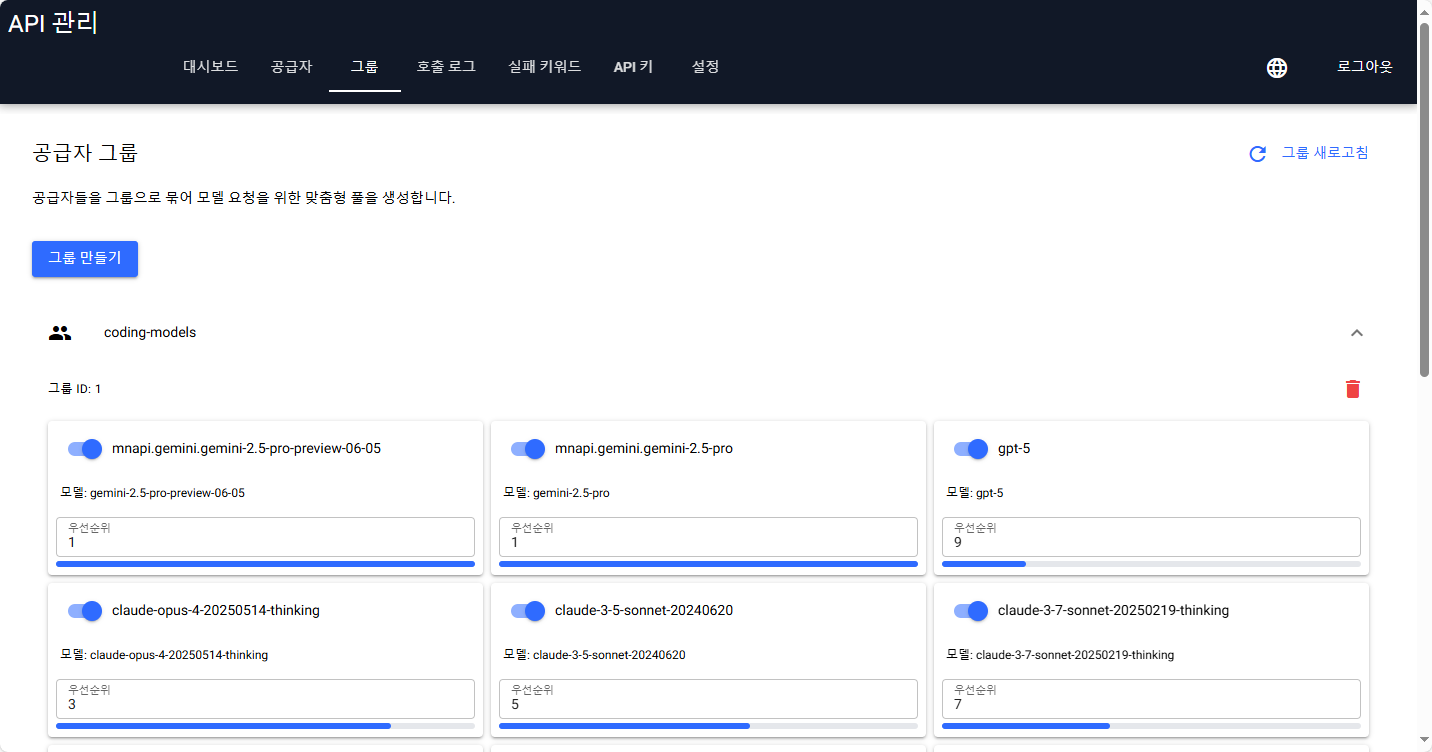 API 관리
대시보드 공급자 그룹 호출 로그 실패 키워드 API 키 설정 로그아웃
공급자 그룹 그룹 새로고침
공급자들을 그룹으로 묶어 모델 요청을 위한 맞춤형 풀을 생성합니다.
그룹 만들기
coding-models
그룹 ID: 1
mnapi.gemini.gemini-2.5-pro-preview-06-05
모델: gemini-2.5-pro-preview-06-05
우선순위
1
mnapi.gemini.gemini-2.5-pro
모델: gemini-2.5-pro
우선순위
1
gpt-5
모델: gpt-5
우선순위
9
claude-opus-4-20250514-thinking
모델: claude-opus-4-20250514-thinking
우선순위
3
claude-3-5-sonnet-20240620
모델: claude-3-5-sonnet-20240620
우선순위
5
claude-3-7-sonnet-20250219-thinking
모델: claude-3-7-sonnet-20250219-thinking
우선순위
7